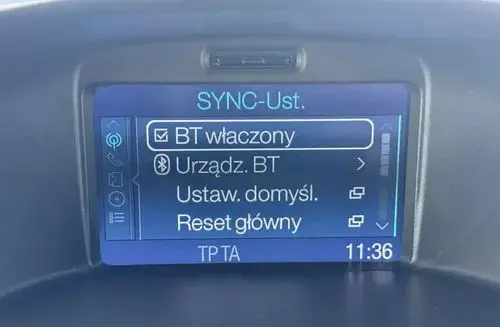 SYNC-Ust.
BT włączony
Urządz. BT
Ustaw. domyśl.
Reset główny
TP TA 11:36